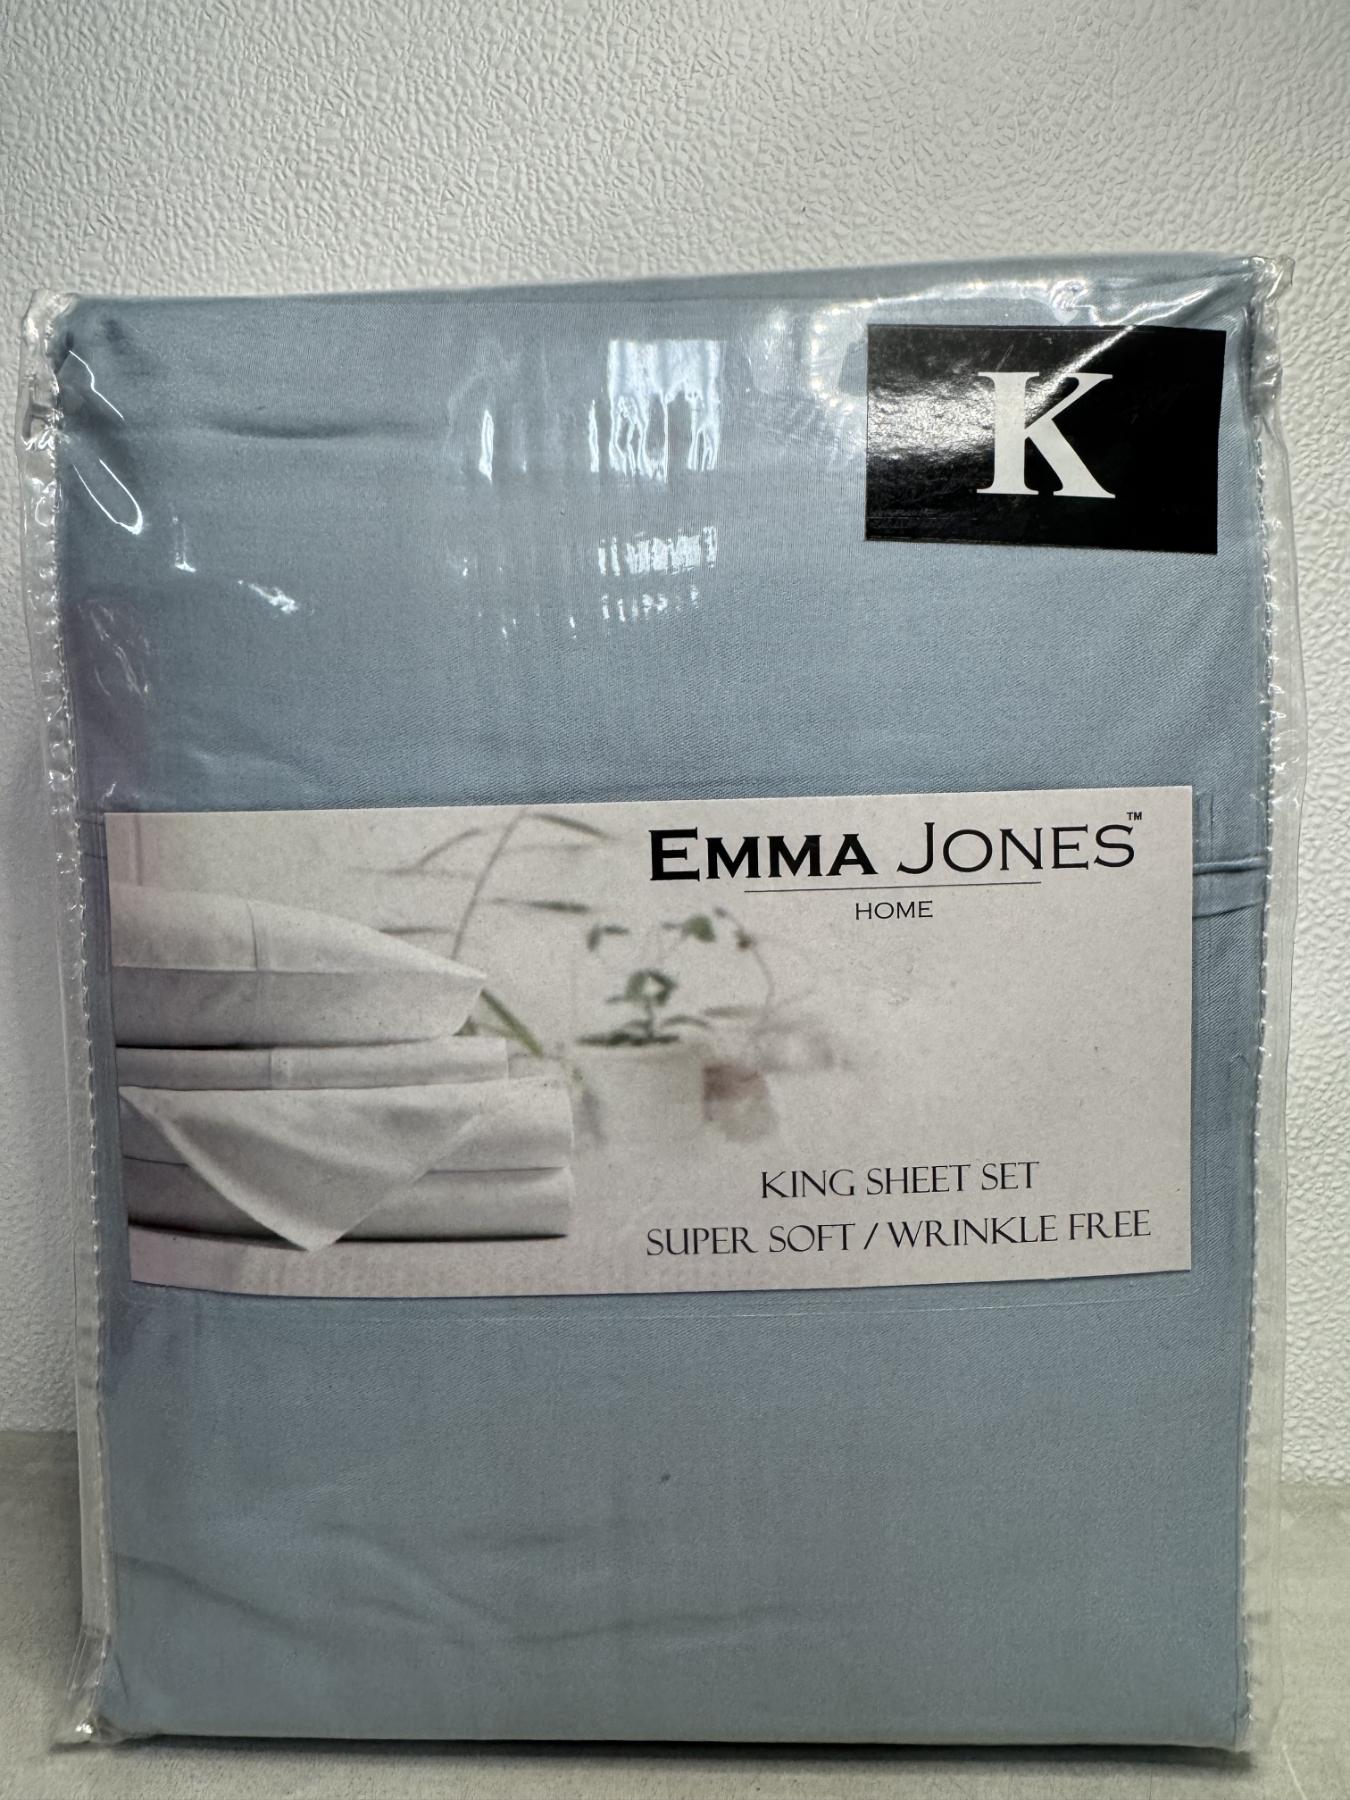 K
EMMA JONES™
HOME
KING SHEET SET
SUPER SOFT / WRINKLE FREE